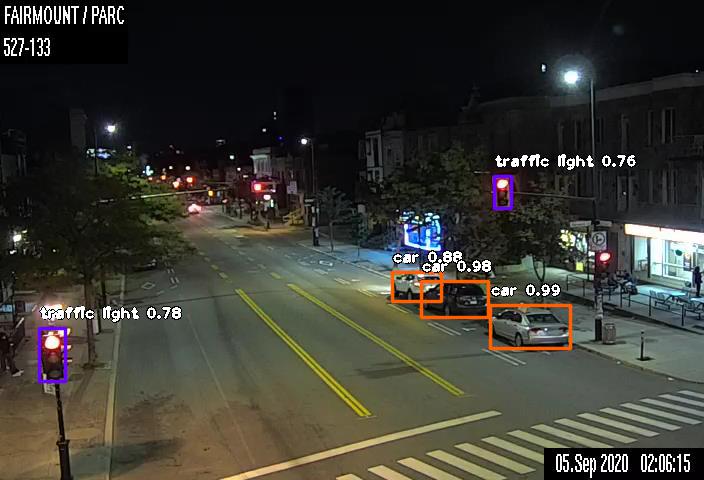 FAIRMOUNT / PARC
527-133
traffic light 0.76
car 0.88
car 0.98
car 0.99
traffic light 0.78
05.Sep 2020 02:06:15